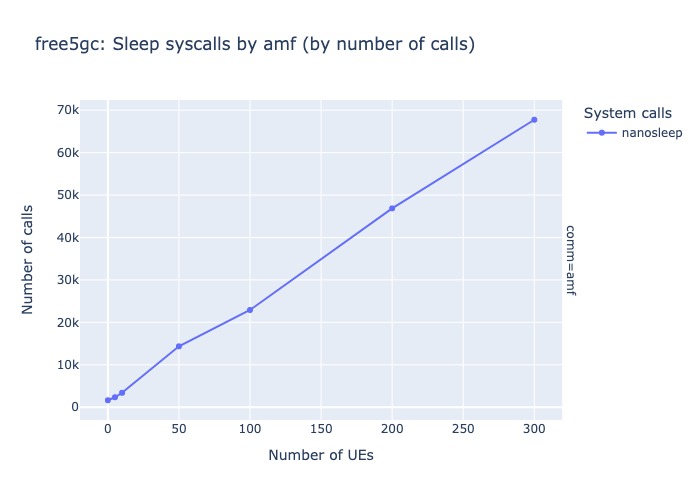 free5gc: Sleep syscalls by amf (by number of calls)
System calls
nanosleep
70k
60k
50k
40k
30k
20k
10k
0
Number of calls
comm=amf
0 50 100 150 200 250 300
Number of UEs